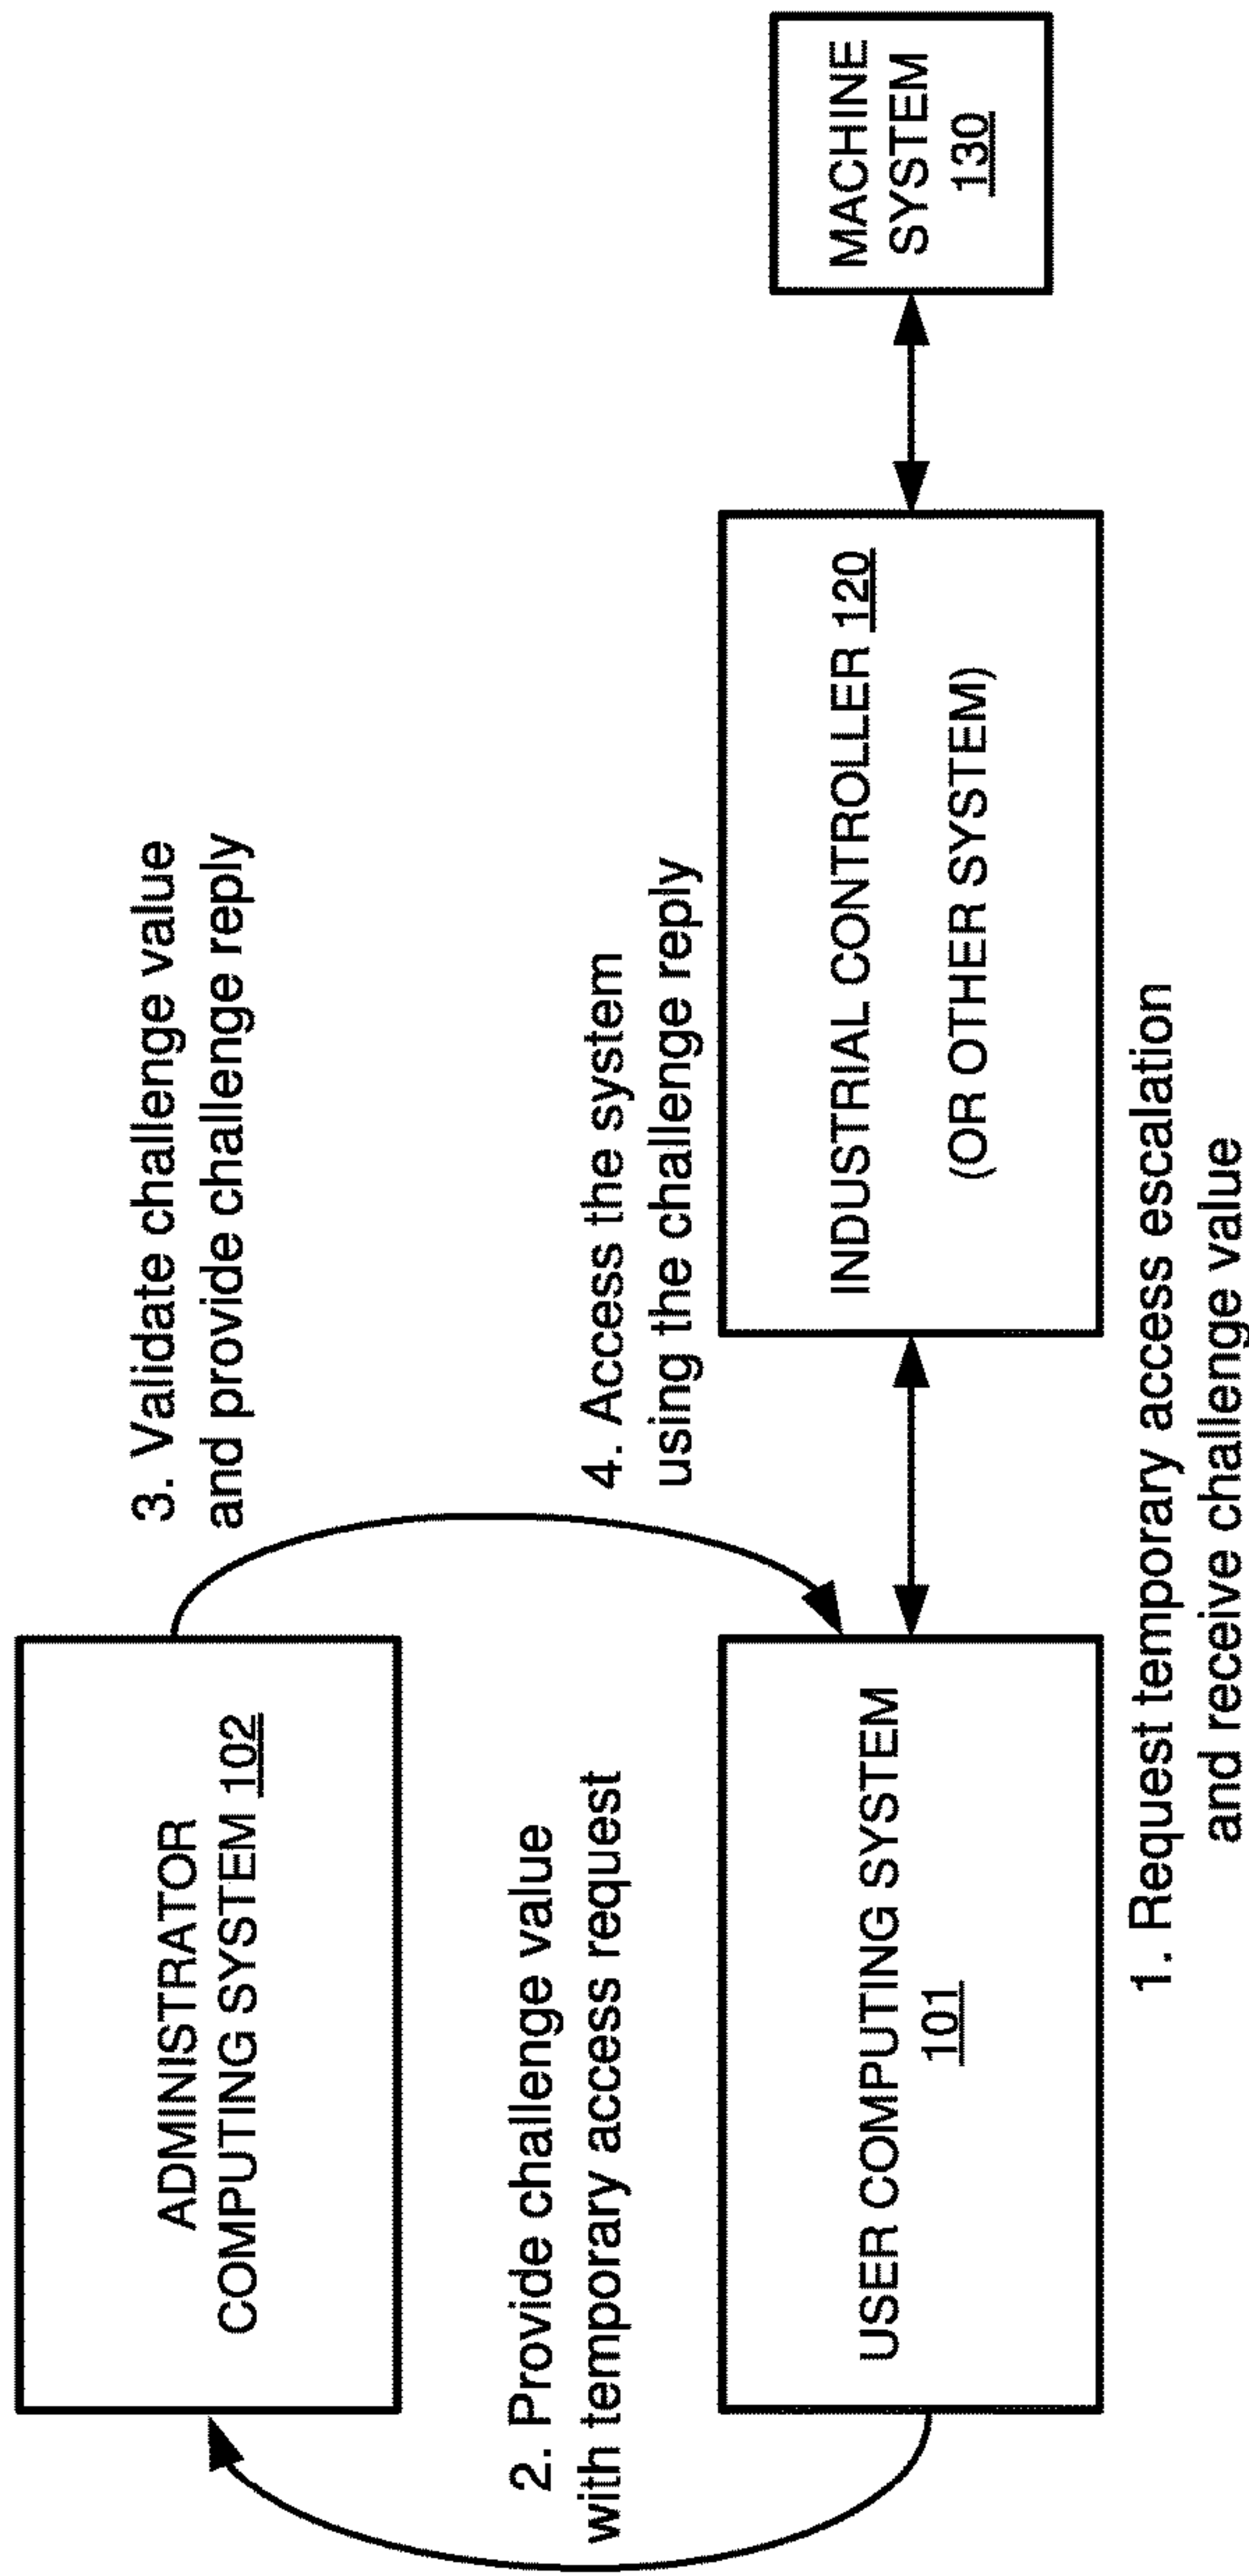 ADMINISTRATOR
COMPUTING SYSTEM 102
3. Validate challenge value
and provide challenge reply
2. Provide challenge value
with temporary access request
4. Access the system
using the challenge reply
USER COMPUTING SYSTEM
101
INDUSTRIAL CONTROLLER 120
(OR OTHER SYSTEM)
MACHINE
SYSTEM
130
1. Request temporary access escalation
and receive challenge value